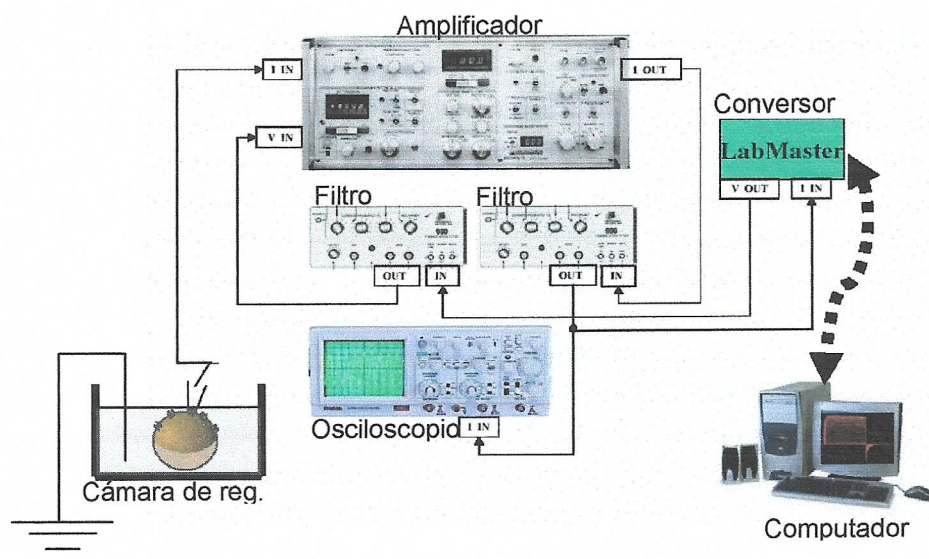 Amplificador
I IN
I OUT
V IN
Conversor
LabMaster
V OUT
I IN
Filtro
Filtro
OUT
IN
OUT
IN
Osciloscopio
I IN
Cámara de reg.
Computador